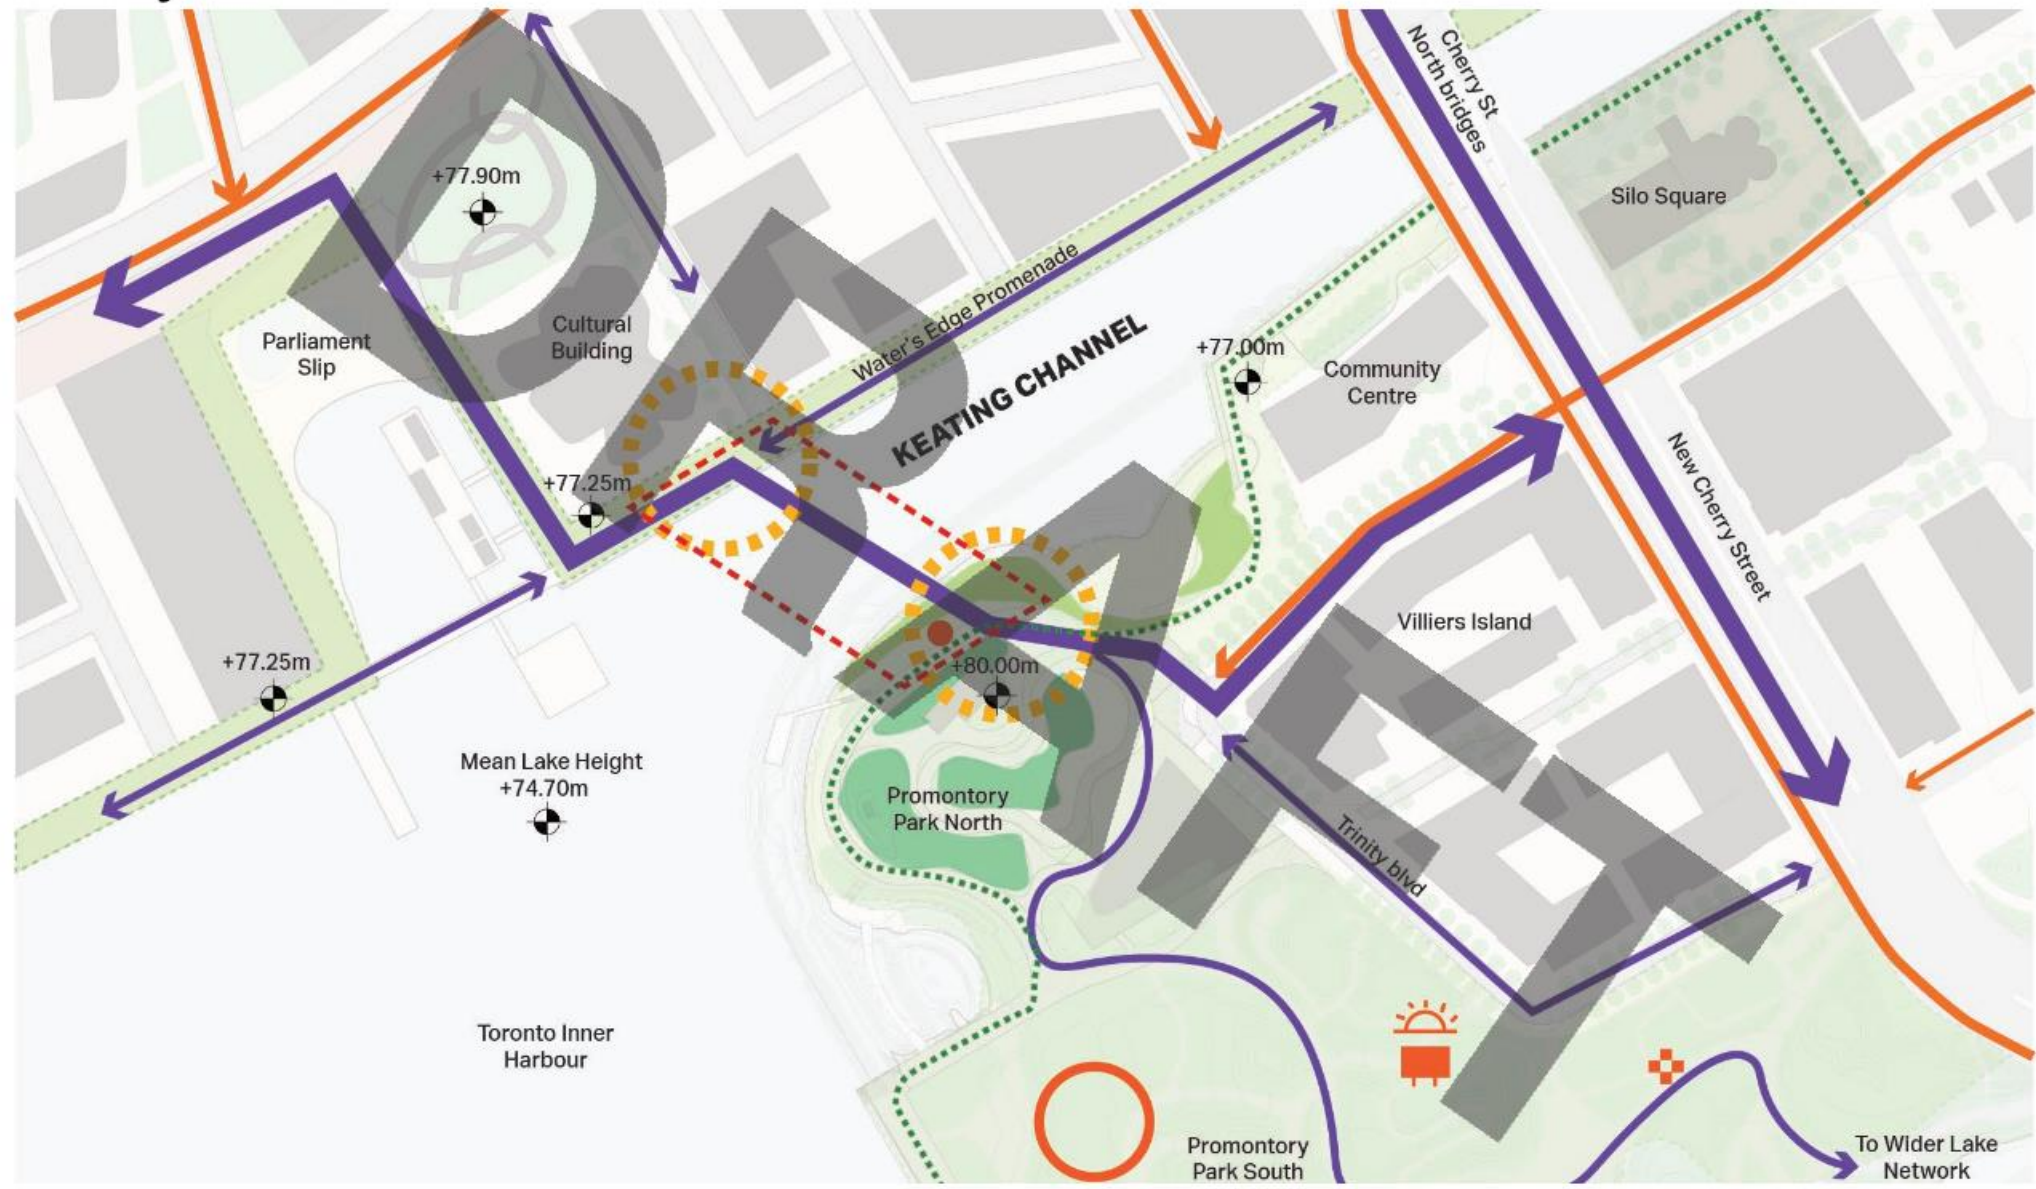 Cherry St
North bridges
+77.90m
Silo Square
Water's Edge Promenade
Parliament
Slip
Cultural
Building
KEATING CHANNEL
+77.00m
Community
Centre
+77.25m
New Cherry Street
Villiers Island
+77.25m
+80.00m
Mean Lake Height
+74.70m
Promontory
Park North
Trinity blvd
Toronto Inner
Harbour
Promontory
Park South
To Wider Lake
Network
DRAFT